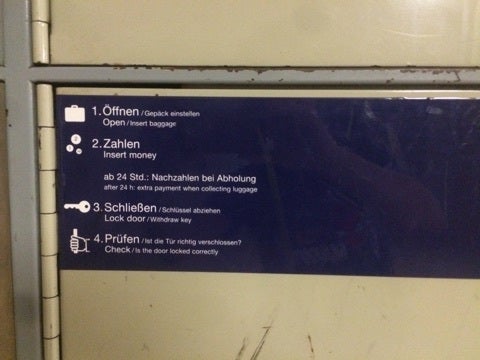 1. Öffnen / Gepäck einstellen
Open / Insert baggage
2. Zahlen
Insert money
ab 24 Std.: Nachzahlen bei Abholung
after 24 h: extra payment when collecting luggage
3. Schließen / Schlüssel abziehen
Lock door / Withdraw key
4. Prüfen / Ist die Tür richtig verschlossen?
Check / Is the door locked correctly